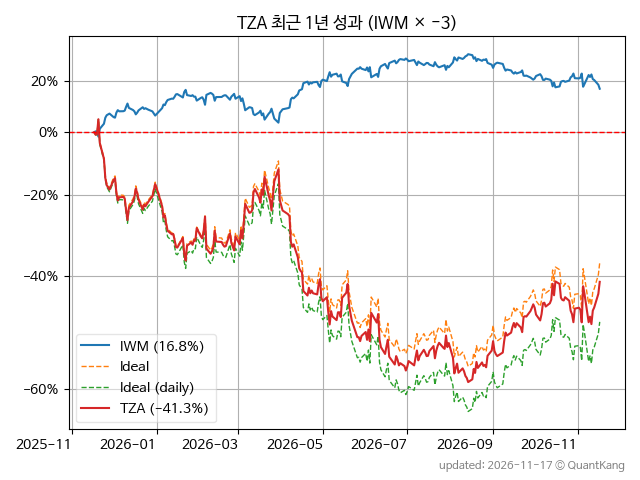 TZA 최근 1년 성과 (IWM × −3)
20%
0%
−20%
−40%
−60%
IWM (16.8%)
Ideal
Ideal (daily)
TZA (−41.3%)
2025-11
2026-01
2026-03
2026-05
2026-07
2026-09
2026-11
updated: 2026-11-17 © QuantKang